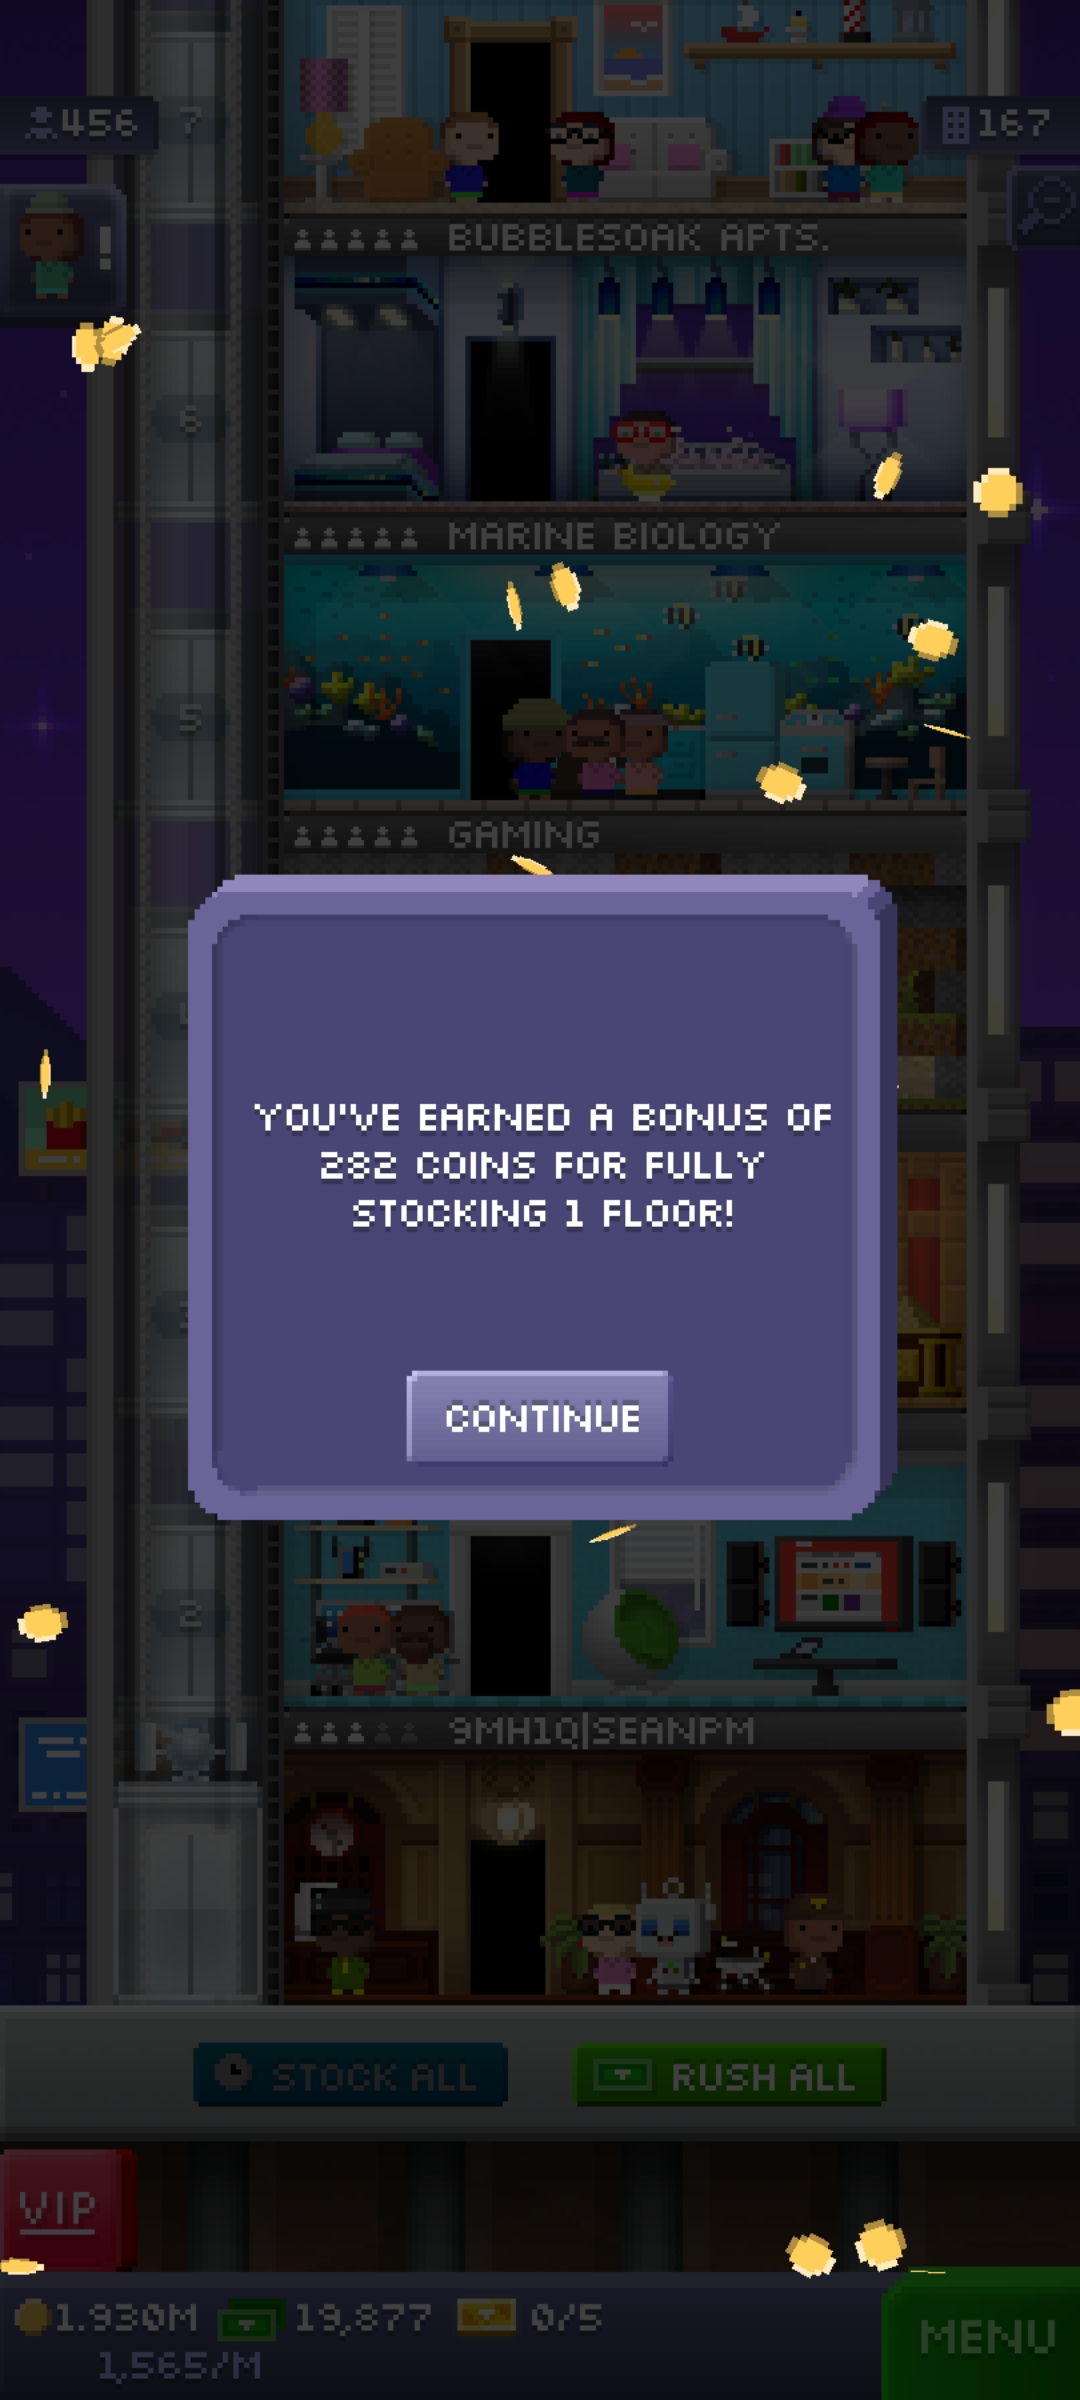 456
7
167
!
BUBBLESOAK APTS.
6
MARINE BIOLOGY
5
GAMING
YOU'VE EARNED A BONUS OF
282 COINS FOR FULLY
STOCKING 1 FLOOR!
CONTINUE
2
9MH1Q|SEANPM
STOCK ALL
RUSH ALL
VIP
1.930M
19,877
0/5
MENU
1,565/M